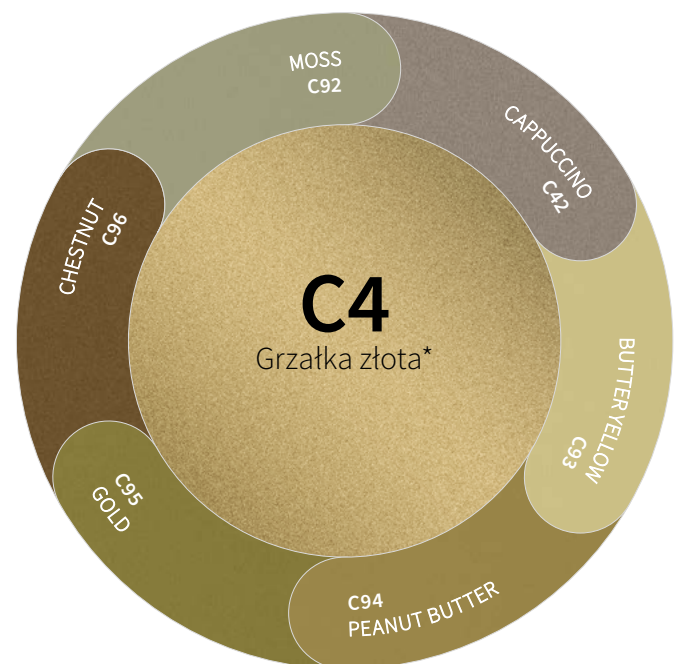 MOSS
C92
CAPPUCCINO
C42
CHESTNUT
C96
C4
Grzałka złota*
BUTTER YELLOW
C93
C95
GOLD
C94
PEANUT BUTTER